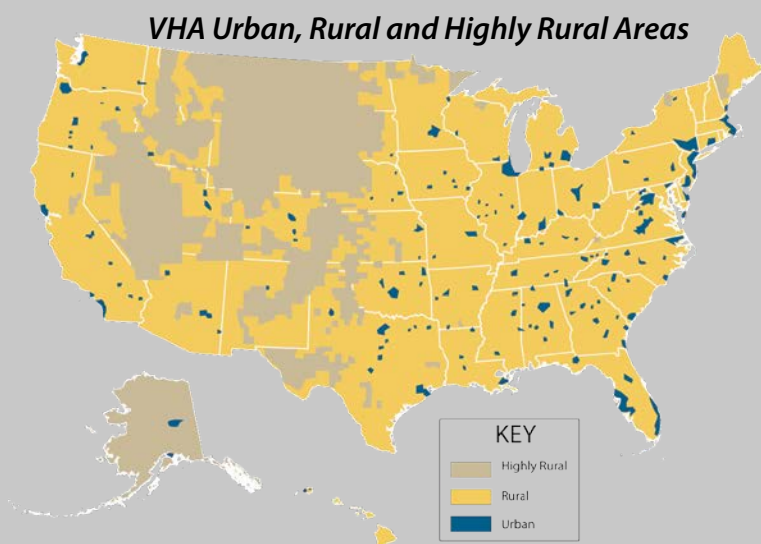 VHA Urban, Rural and Highly Rural Areas
KEY
Highly Rural
Rural
Urban